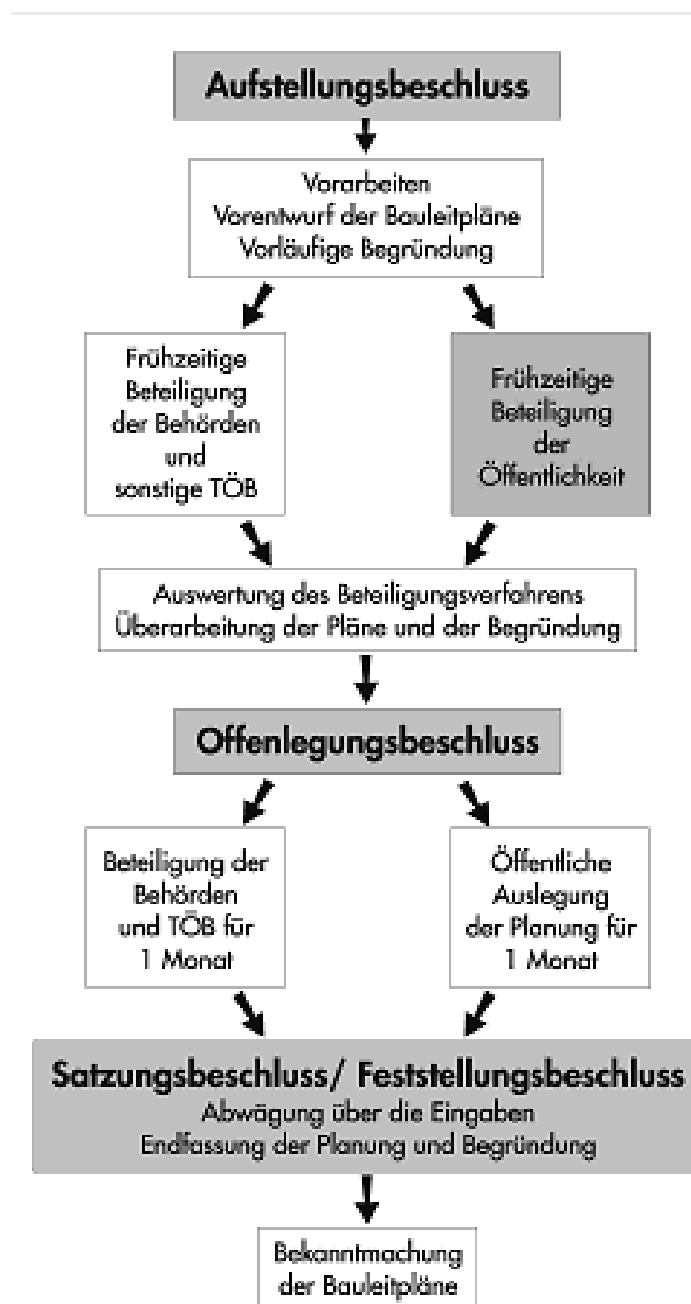 Aufstellungsbeschluss
Vorarbeiten
Vorentwurf der Bauleitpläne
Vorläufige Begründung
Frühzeitige
Beteiligung
der Behörden
und
sonstige TÖB
Frühzeitige
Beteiligung
der
Öffentlichkeit
Auswertung des Beteiligungsverfahrens
Überarbeitung der Pläne und der Begründung
Offenlegungsbeschluss
Beteiligung der
Behörden
und TÖB für
1 Monat
Öffentliche
Auslegung
der Planung für
1 Monat
Satzungsbeschluss/ Feststellungsbeschluss
Abwägung über die Eingaben
Endfassung der Planung und Begründung
Bekanntmachung
der Bauleitpläne